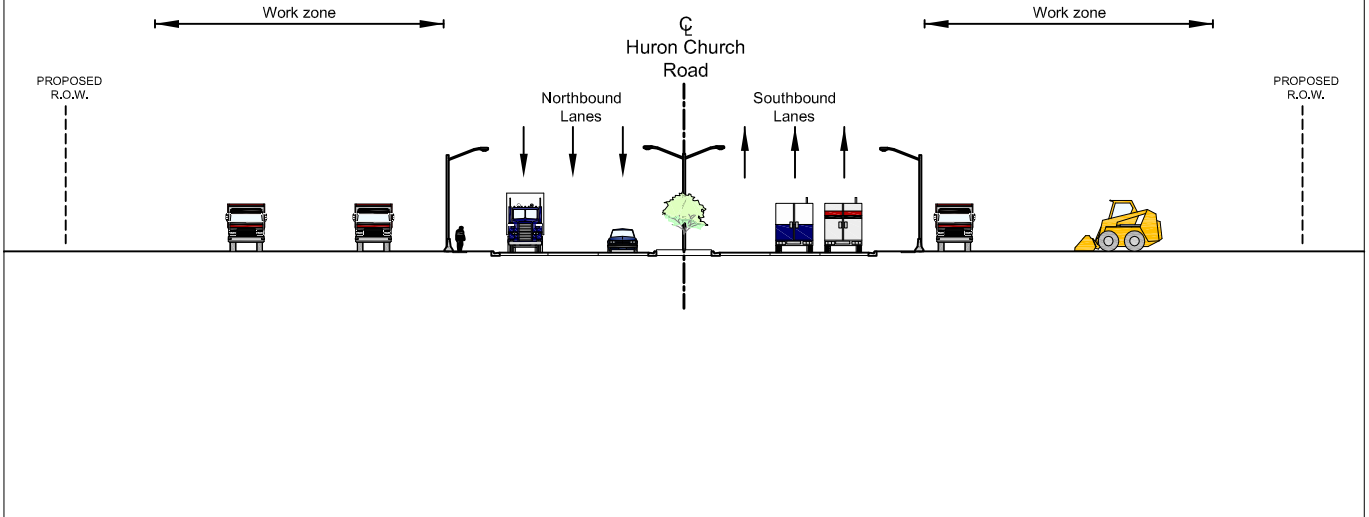 Work zone
Work zone
℄
Huron Church
Road
PROPOSED
R.O.W.
PROPOSED
R.O.W.
Northbound
Lanes
Southbound
Lanes